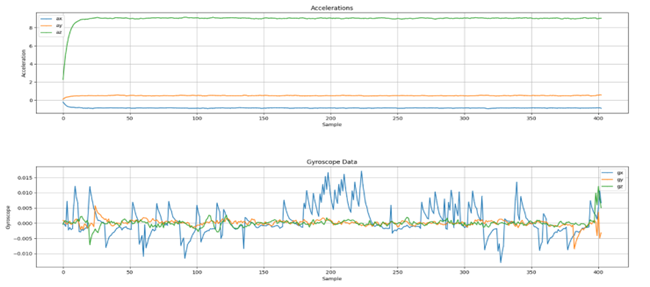 Accelerations
ax
ay
az
Acceleration
8
6
4
2
0
0 50 100 150 200 250 300 350 400
Sample
Gyroscope Data
gx
gy
gz
Gyroscope
0.015
0.010
0.005
0.000
−0.005
−0.010
0 50 100 150 200 250 300 350 400
Sample